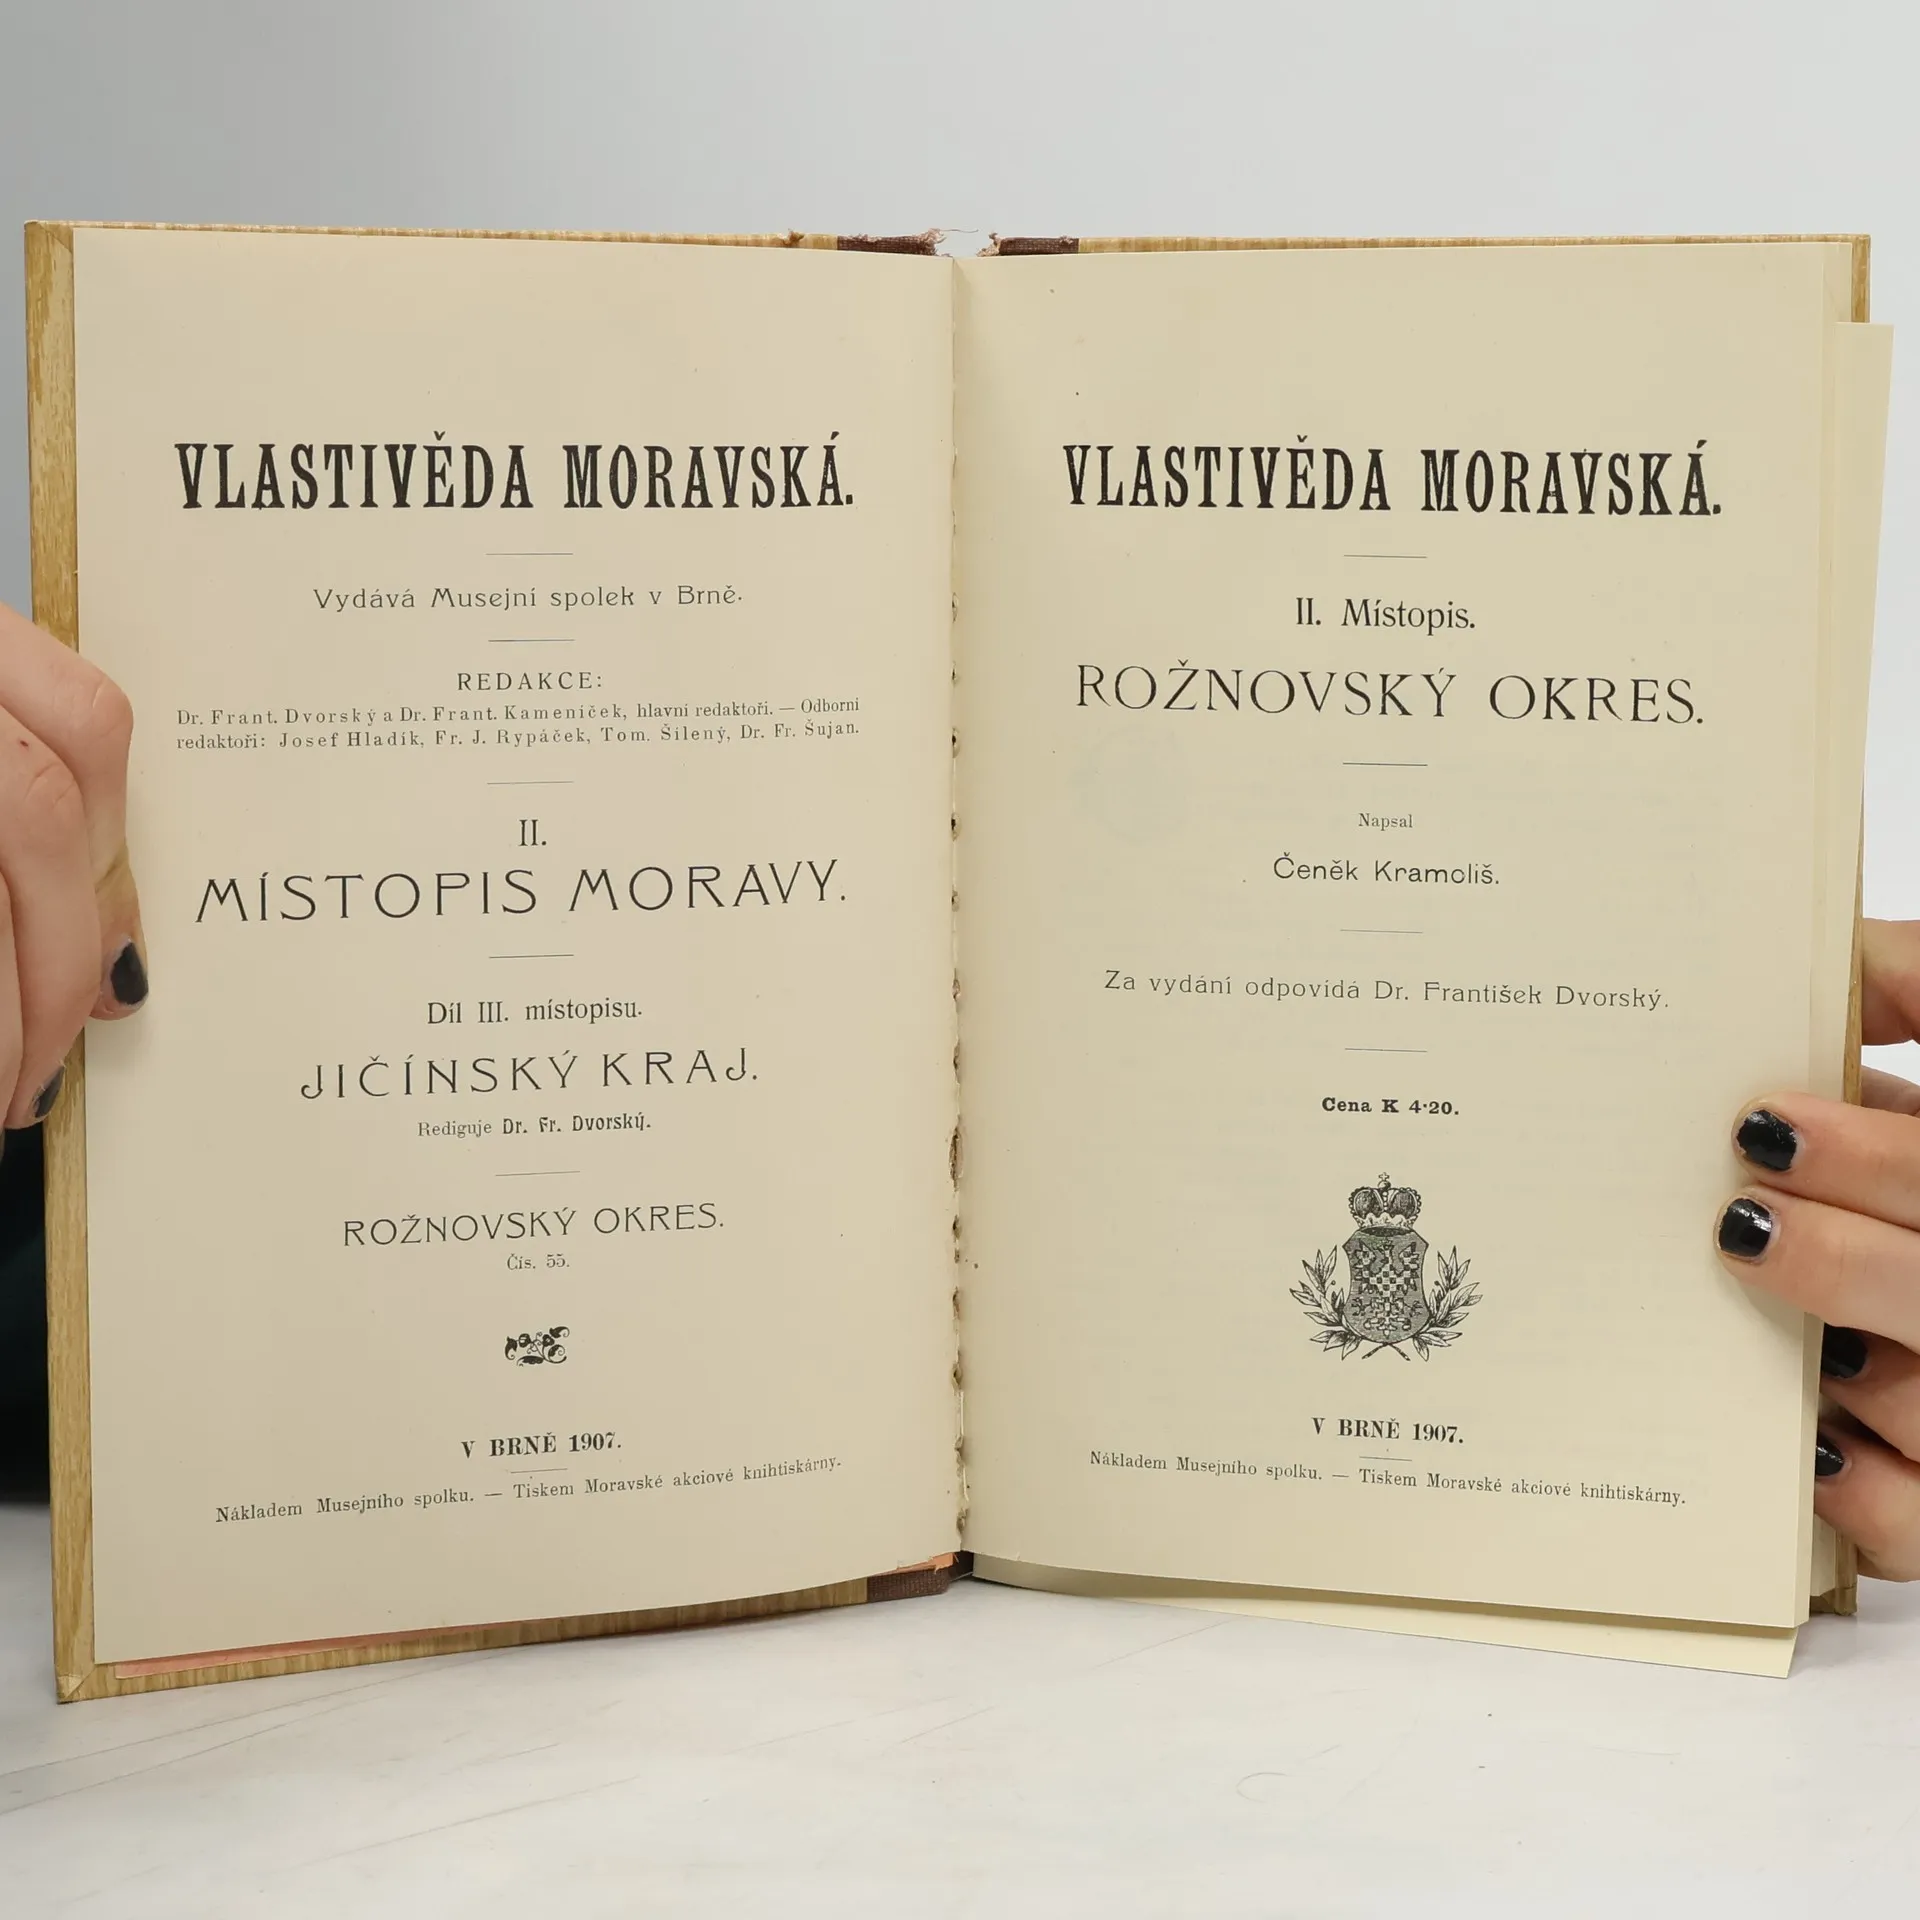 VLASTIVĚDA MORAVSKÁ.
Vydává Musejní spolek v Brně.
REDAKCE:
Dr. Frant. Dvorský a Dr. Frant. Kameníček, hlavní redaktoři. — Odborní
redaktoři: Josef Hladík, Fr. J. Rypáček, Tom. Šílený, Dr. Fr. Šujan.
II.
MÍSTOPIS MORAVY.
Díl III. místopisu.
JIČÍNSKÝ KRAJ.
Rediguje Dr. Fr. Dvorský.
ROŽNOVSKÝ OKRES.
Čís. 55.
V BRNĚ 1907.
Nákladem Musejního spolku. — Tiskem Moravské akciové knihtiskárny.
VLASTIVĚDA MORAVSKÁ.
II. Místopis.
ROŽNOVSKÝ OKRES.
Napsal
Čeněk Kramoliš.
Za vydání odpovídá Dr. František Dvorský.
Cena K 4·20.
V BRNĚ 1907.
Nákladem Musejního spolku. — Tiskem Moravské akciové knihtiskárny.